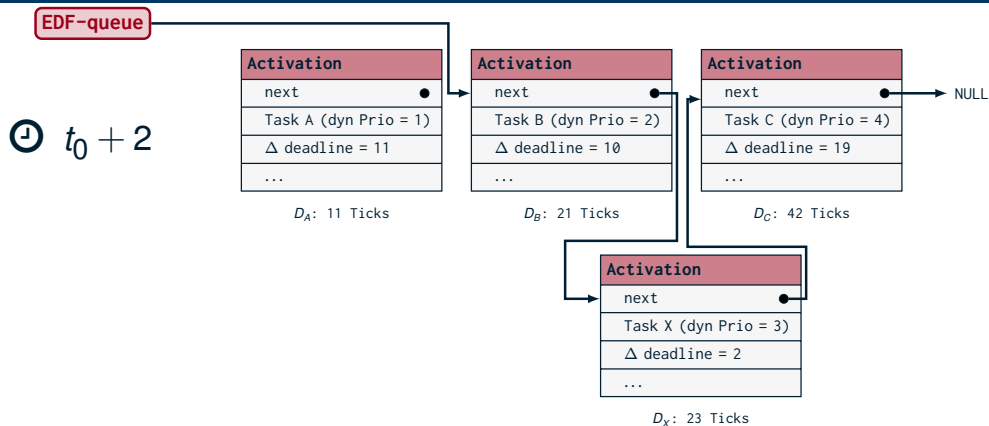 EDF-queue
t0 + 2
Activation
next
Task A (dyn Prio = 1)
Δ deadline = 11
...
DA: 11 Ticks
Activation
next
Task B (dyn Prio = 2)
Δ deadline = 10
...
DB: 21 Ticks
Activation
next
Task C (dyn Prio = 4)
Δ deadline = 19
...
DC: 42 Ticks
NULL
Activation
next
Task X (dyn Prio = 3)
Δ deadline = 2
...
DX: 23 Ticks